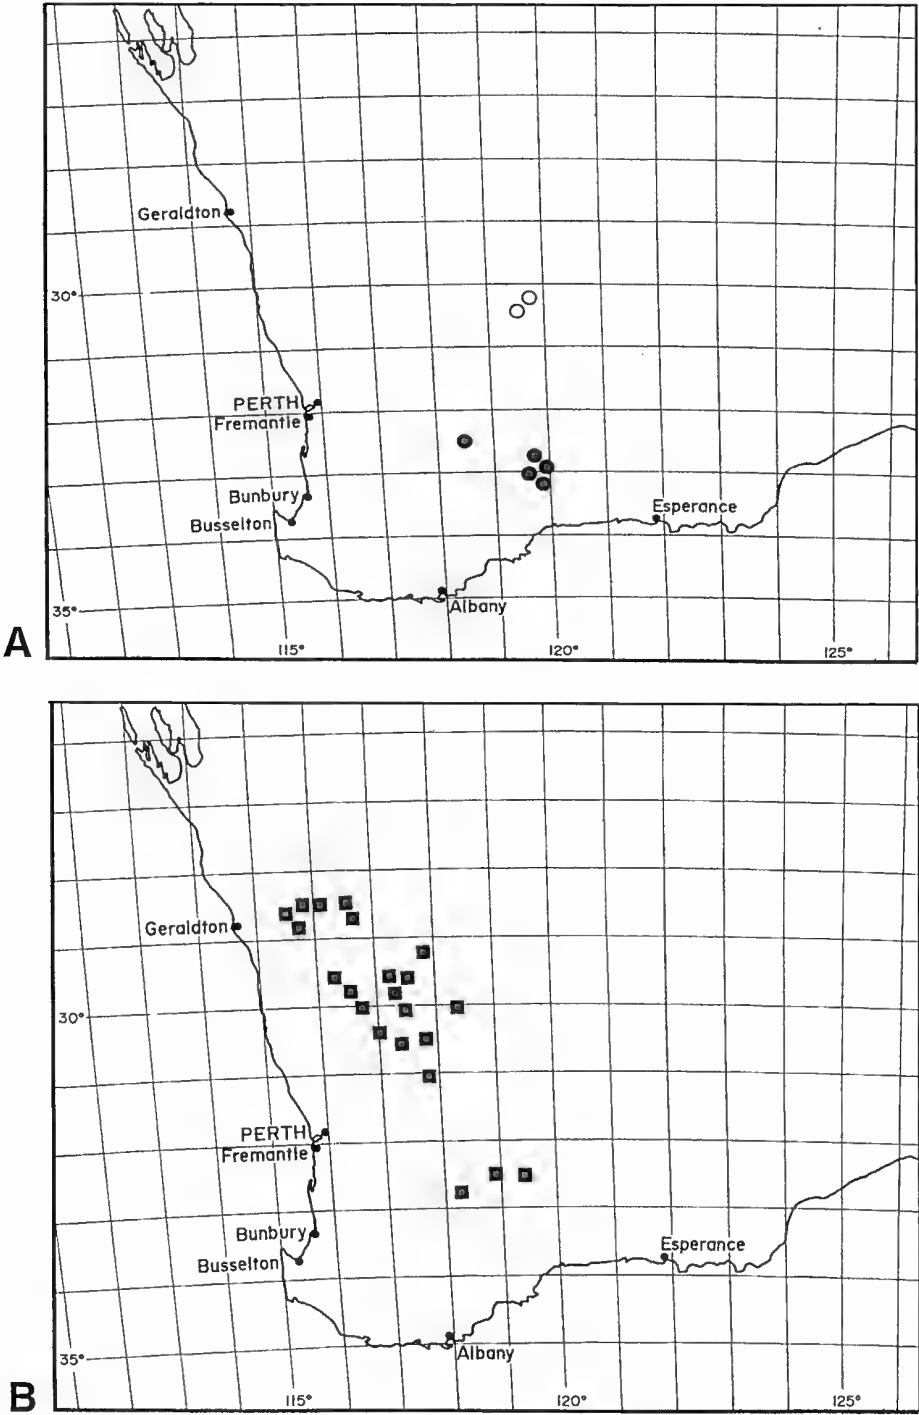 Geraldton
30°
PERTH
Fremantle
Bunbury
Busselton
Esperance
Albany
35°
115°
120°
125°
A
Geraldton
30°
PERTH
Fremantle
Bunbury
Busselton
Esperance
Albany
35°
115°
120°
125°
B